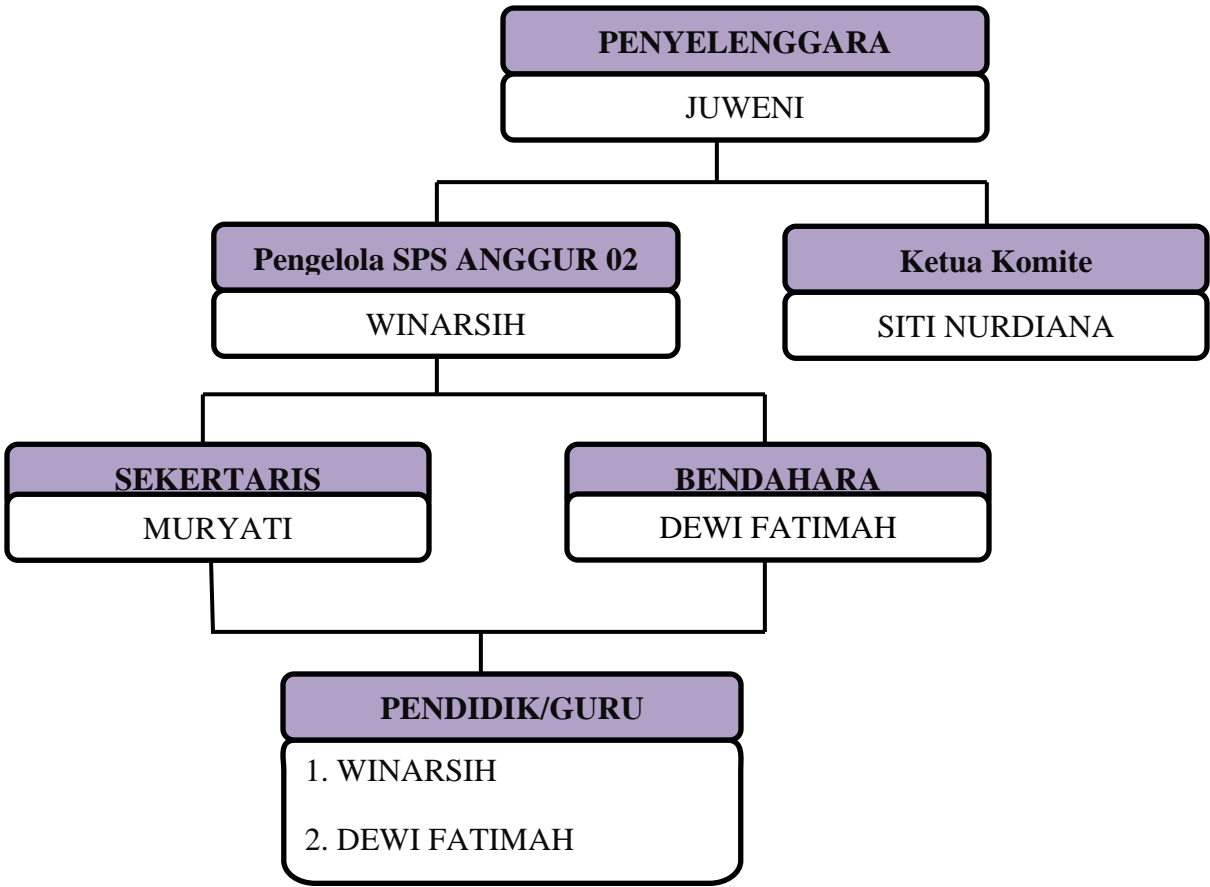 PENYELENGGARA
JUWENI
Pengelola SPS ANGGUR 02
WINARSIH
Ketua Komite
SITI NURDIANA
SEKERTARIS
MURYATI
BENDAHARA
DEWI FATIMAH
PENDIDIK/GURU
1. WINARSIH
2. DEWI FATIMAH